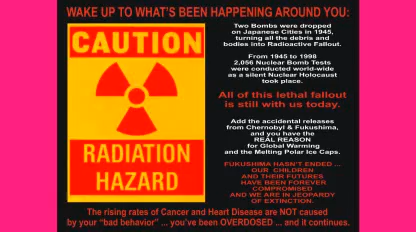 WAKE UP TO WHAT'S BEEN HAPPENING AROUND YOU:
CAUTION
RADIATION
HAZARD
Two Bombs were dropped
on Japanese Cities in 1945,
turning all the debris and
bodies into Radioactive Fallout.
From 1945 to 1998
2,056 Nuclear Bomb Tests
were conducted world-wide
as a silent Nuclear Holocaust
took place.
All of this lethal fallout
is still with us today.
Add the accidental releases
from Chernobyl & Fukushima,
and you have the
REAL REASON
for Global Warming
and the Melting Polar Ice Caps.
FUKUSHIMA HASN'T ENDED ...
OUR CHILDREN
AND THEIR FUTURES
HAVE BEEN FOREVER
COMPROMISED
AND WE ARE IN JEOPARDY
OF EXTINCTION.
The rising rates of Cancer and Heart Disease are NOT caused
by your "bad behavior" ... you've been OVERDOSED ... and it continues.